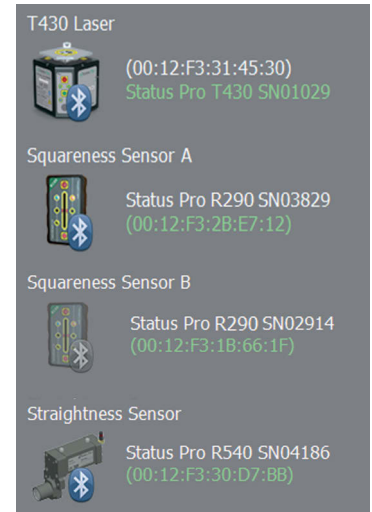 T430 Laser
(00:12:F3:31:45:30)
Status Pro T430 SN01029
Squareness Sensor A
Status Pro R290 SN03829
(00:12:F3:2B:E7:12)
Squareness Sensor B
Status Pro R290 SN02914
(00:12:F3:1B:66:1F)
Straightness Sensor
Status Pro R540 SN04186
(00:12:F3:30:D7:BB)